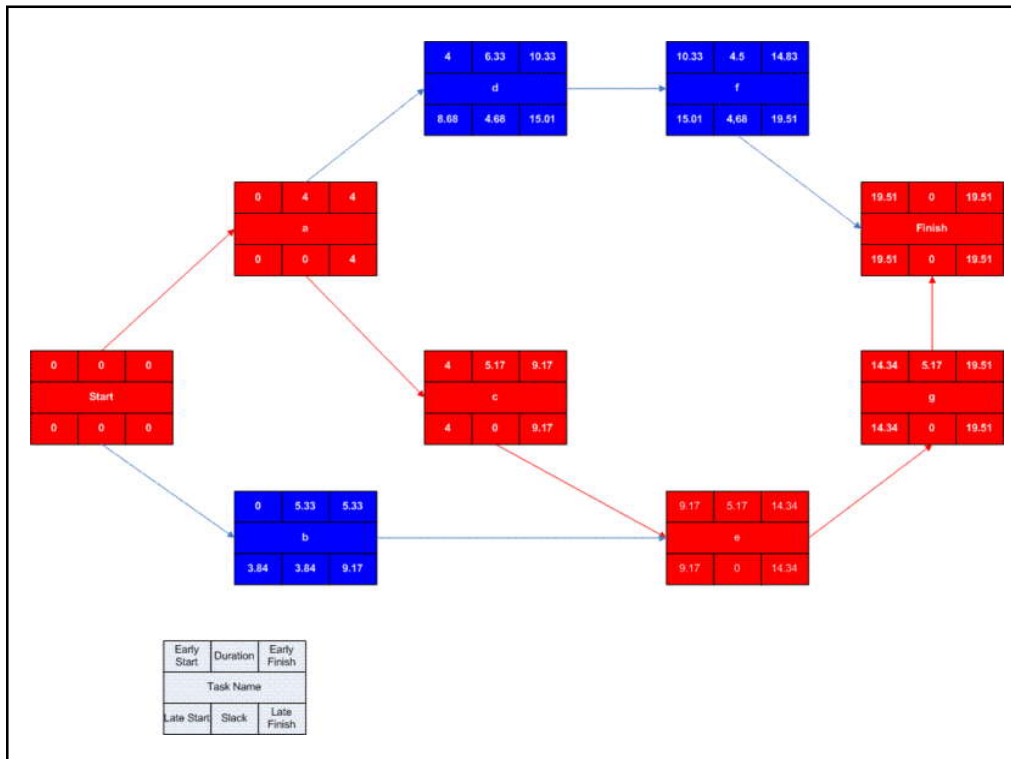 4 6.33 10.33
d
8.68 4.68 15.01
10.33 4.5 14.83
f
15.01 4,68 19.51
0 4 4
a
0 0 4
19.51 0 19.51
Finish
19.51 0 19.51
0 0 0
Start
0 0 0
4 5.17 9.17
c
4 0 9.17
14.34 5.17 19.51
g
14.34 0 19.51
0 5.33 5.33
b
3.84 3.84 9.17
9.17 5.17 14.34
e
9.17 0 14.34
Early
Start
Duration
Early
Finish
Task Name
Late Start
Slack
Late
Finish